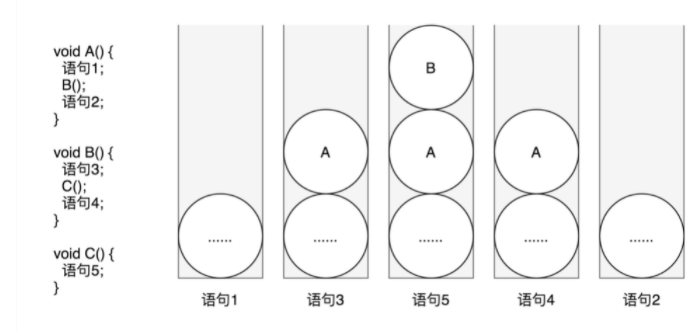 void A() {
语句1;
B();
语句2;
}
void B() {
语句3;
C();
语句4;
}
void C() {
语句5;
}
B
A
A
A
......
......
......
......
......
语句1
语句3
语句5
语句4
语句2